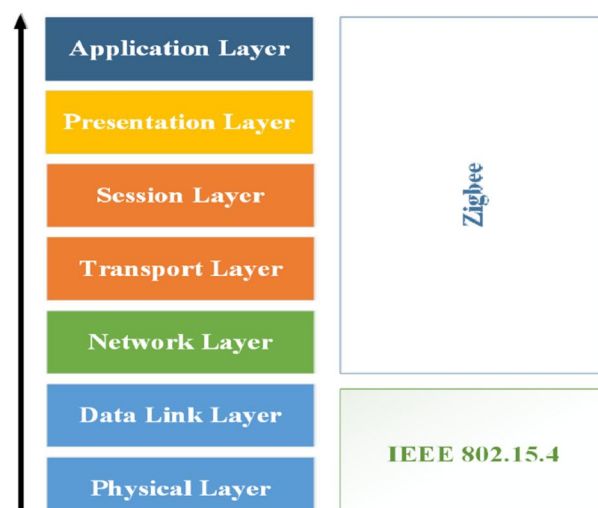 Application Layer
Presentation Layer
Session Layer
Transport Layer
Network Layer
Data Link Layer
Physical Layer
Zigbee
IEEE 802.15.4